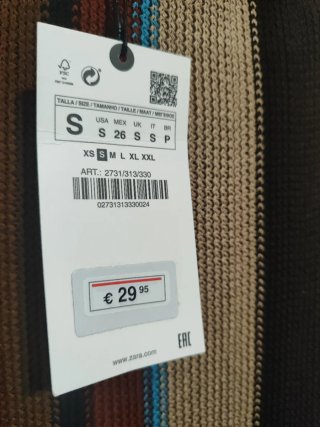 FSC
TALLA / SIZE / TAMANHO / TAILLE / MAAT / ΜΕΓΕΘΟΣ
S
USA MEX UK IT BR
S 26 S S P
XS S M L XL XXL
ART.: 2731/313/330
02731313330024
€ 29 95
EAC
www.zara.com